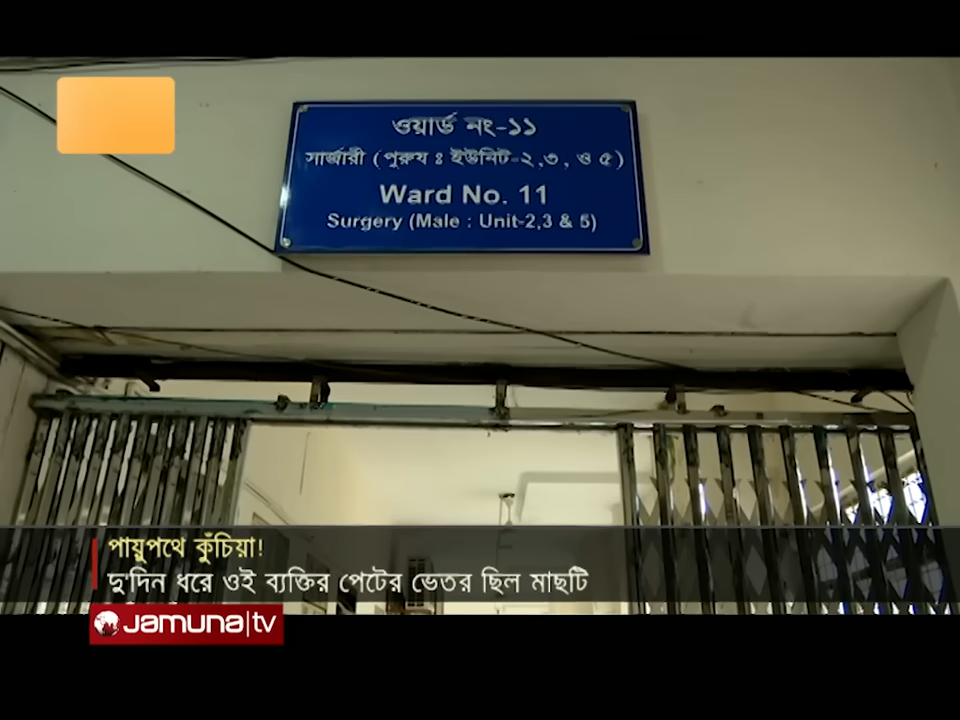 ওয়ার্ড নং-১১
সার্জারী (পুরুষ : ইউনিট-২,৩, ও ৫)
Ward No. 11
Surgery (Male : Unit-2,3 & 5)
পায়ুপথে কুঁচিয়া!
দু'দিন ধরে ওই ব্যক্তির পেটের ভেতর ছিল মাছটি
Jamuna|tv